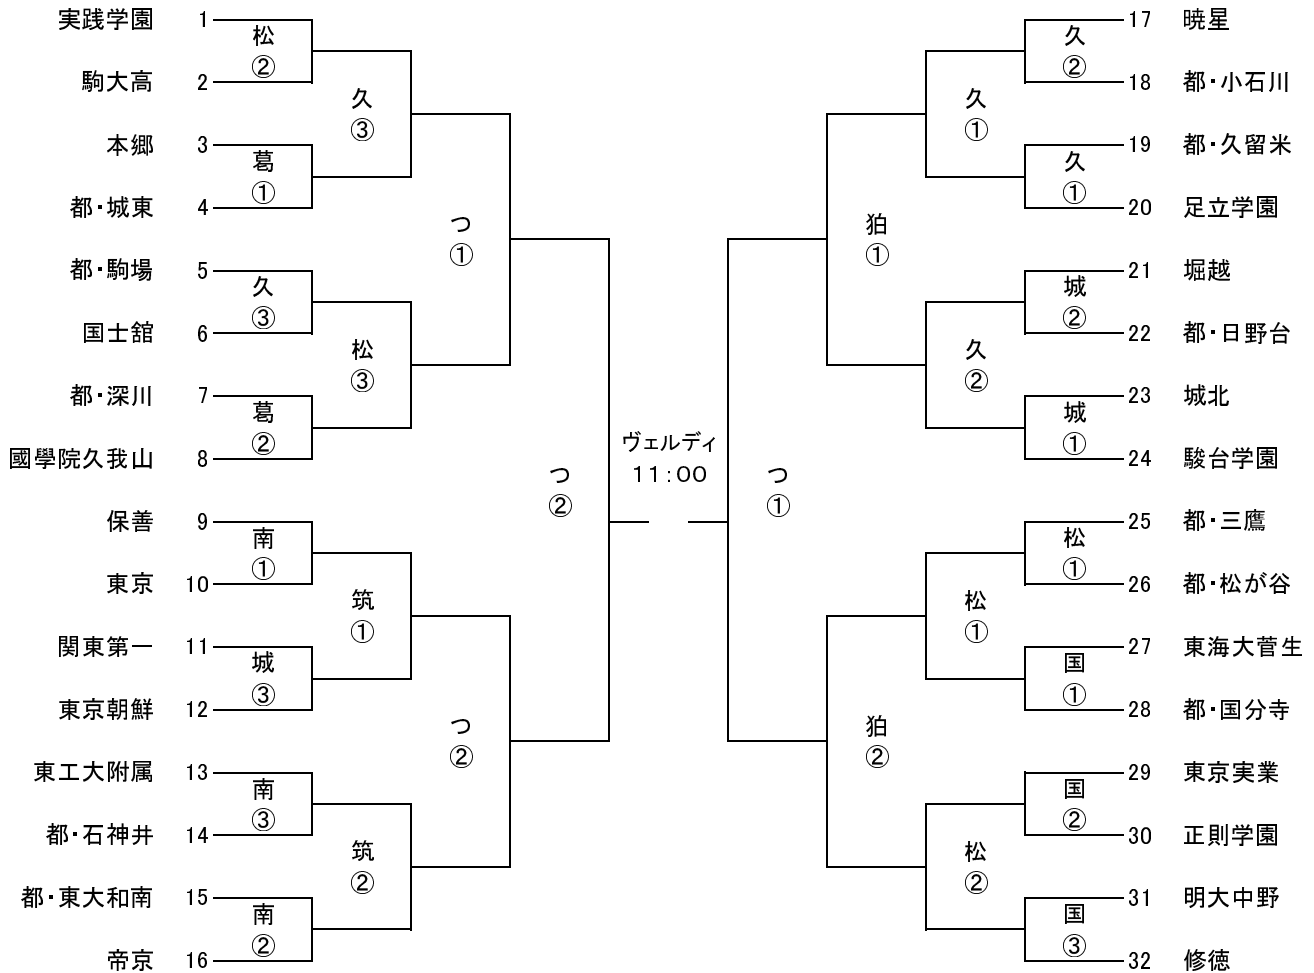 実践学園 1
松
②
駒大高 2
久
③
本郷 3
葛
①
都・城東 4
つ
①
都・駒場 5
久
③
国士舘 6
松
③
都・深川 7
葛
②
國學院久我山 8
つ
②
保善 9
南
①
東京 10
筑
①
関東第一 11
城
③
東京朝鮮 12
つ
②
東工大附属 13
南
③
都・石神井 14
筑
②
都・東大和南 15
南
②
帝京 16
ヴェルディ
11:00
17 暁星
久
②
18 都・小石川
久
①
19 都・久留米
久
①
20 足立学園
狛
①
21 堀越
城
②
22 都・日野台
久
②
23 城北
城
①
24 駿台学園
つ
①
25 都・三鷹
松
①
26 都・松が谷
松
①
27 東海大菅生
国
①
28 都・国分寺
狛
②
29 東京実業
国
②
30 正則学園
松
②
31 明大中野
国
③
32 修徳